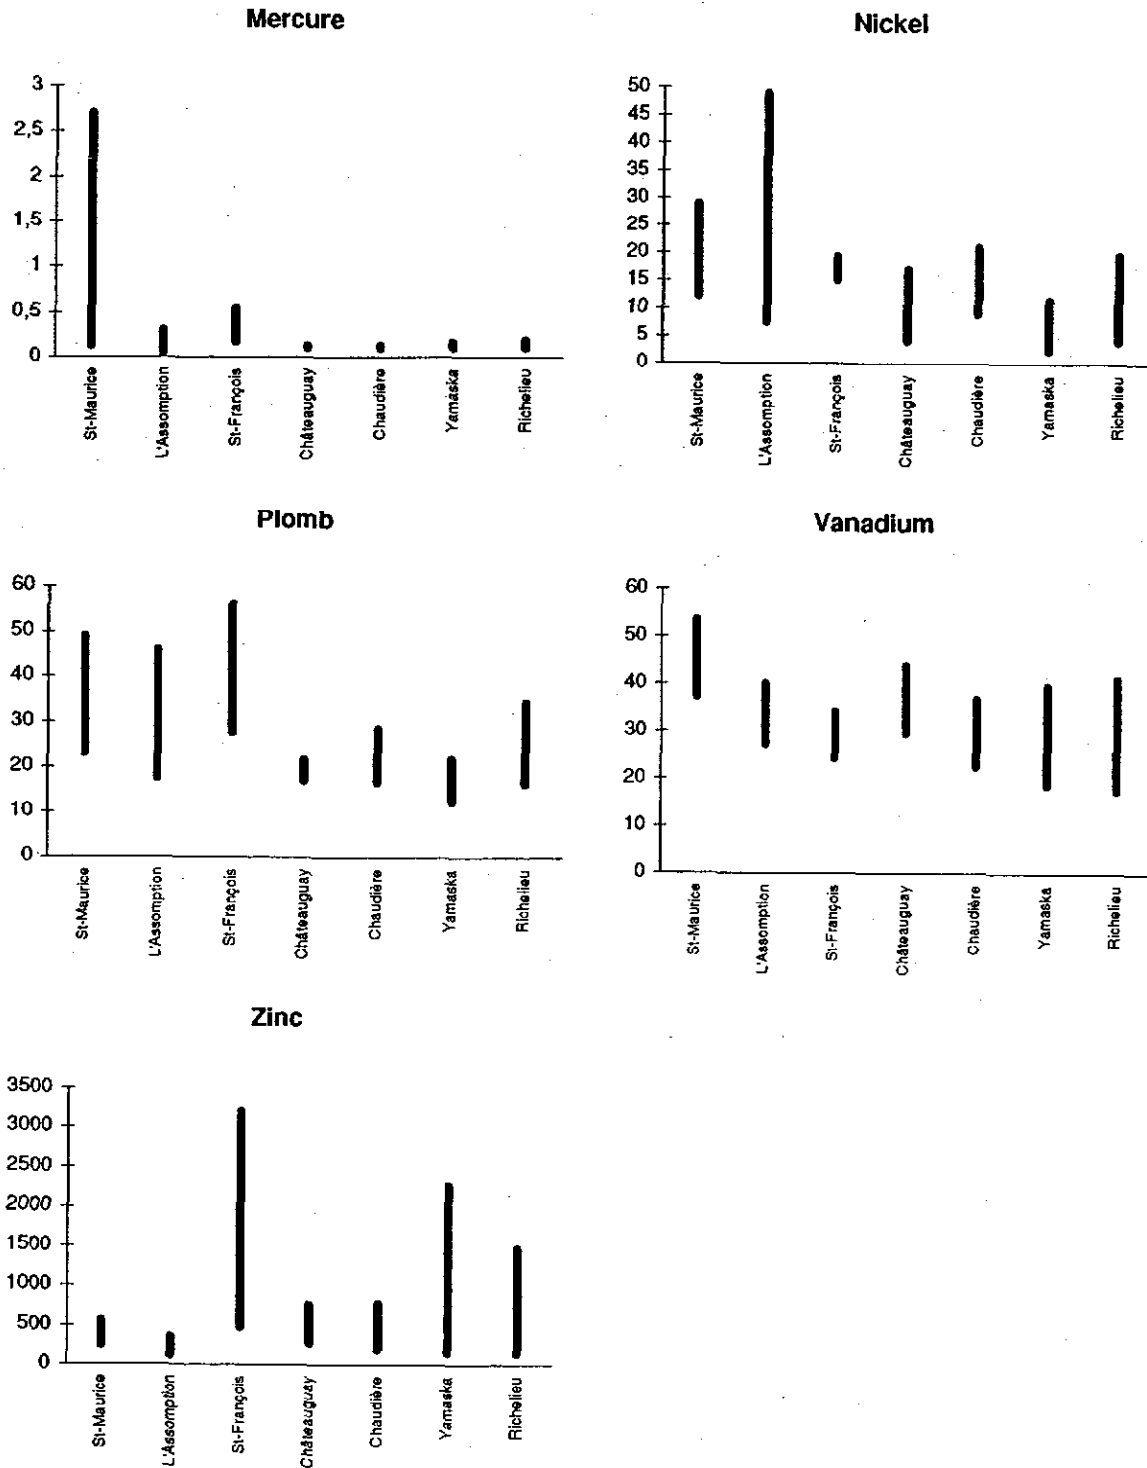 Mercure
3
2,5
2
1,5
1
0,5
0
St-Maurice
L'Assomption
St-François
Châteauguay
Chaudière
Yamaska
Richelieu
Nickel
50
45
40
35
30
25
20
15
10
5
0
St-Maurice
L'Assomption
St-François
Châteauguay
Chaudière
Yamaska
Richelieu
Plomb
60
50
40
30
20
10
0
St-Maurice
L'Assomption
St-François
Châteauguay
Chaudière
Yamaska
Richelieu
Vanadium
60
50
40
30
20
10
0
St-Maurice
L'Assomption
St-François
Châteauguay
Chaudière
Yamaska
Richelieu
Zinc
3500
3000
2500
2000
1500
1000
500
0
St-Maurice
L'Assomption
St-François
Châteauguay
Chaudière
Yamaska
Richelieu